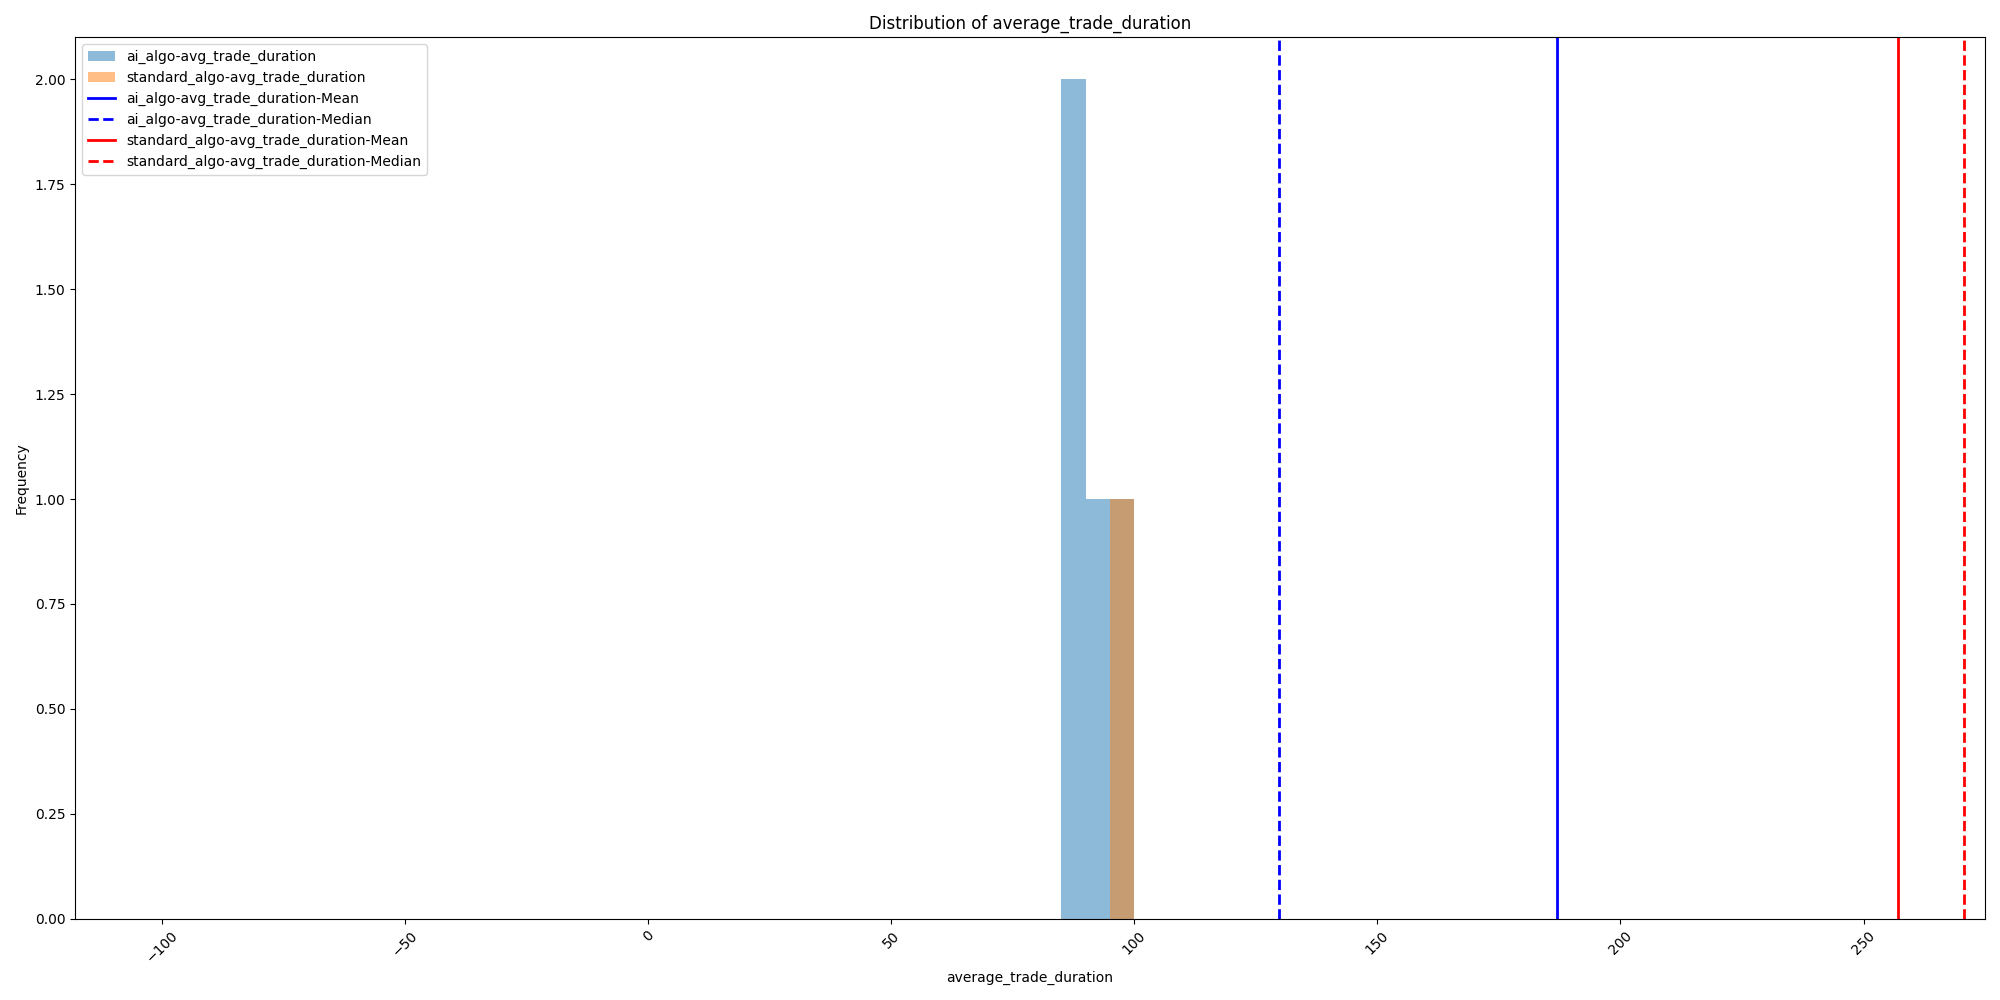 Distribution of average_trade_duration
ai_algo-avg_trade_duration
standard_algo-avg_trade_duration
ai_algo-avg_trade_duration-Mean
ai_algo-avg_trade_duration-Median
standard_algo-avg_trade_duration-Mean
standard_algo-avg_trade_duration-Median
2.00
1.75
1.50
1.25
1.00
0.75
0.50
0.25
0.00
Frequency
−100
−50
0
50
100
150
200
250
average_trade_duration